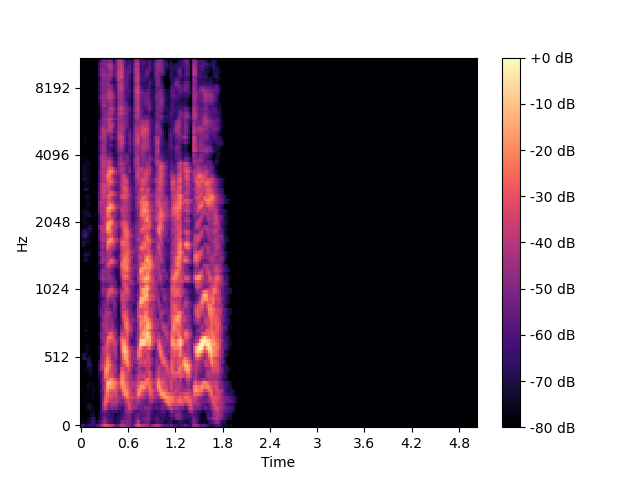 +0 dB
8192
-10 dB
4096
-20 dB
-30 dB
2048
Hz
-40 dB
1024
-50 dB
-60 dB
512
-70 dB
0
-80 dB
0 0.6 1.2 1.8 2.4 3 3.6 4.2 4.8
Time